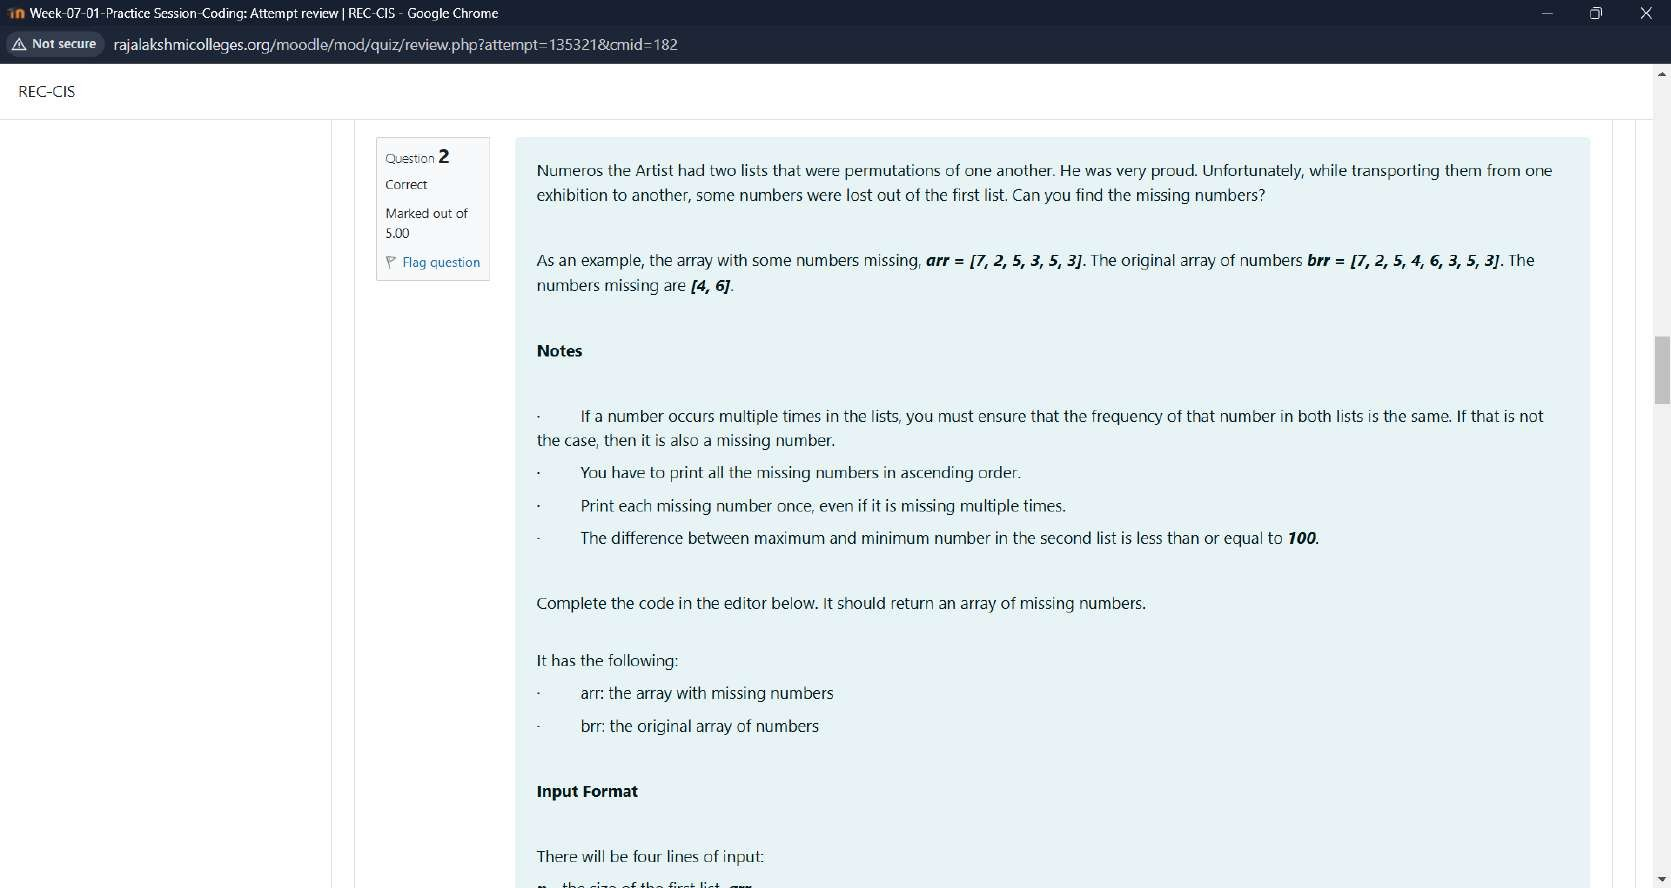 Week-07-01-Practice Session-Coding: Attempt review | REC-CIS - Google Chrome
Not secure rajalakshmicolleges.org/moodle/mod/quiz/review.php?attempt=135321&cmid=182
REC-CIS
Question 2
Correct
Marked out of
5.00
Flag question
Numeros the Artist had two lists that were permutations of one another. He was very proud. Unfortunately, while transporting them from one
exhibition to another, some numbers were lost out of the first list. Can you find the missing numbers?
As an example, the array with some numbers missing, arr = [7, 2, 5, 3, 5, 3]. The original array of numbers brr = [7, 2, 5, 4, 6, 3, 5, 3]. The
numbers missing are [4, 6].
Notes
· If a number occurs multiple times in the lists, you must ensure that the frequency of that number in both lists is the same. If that is not
the case, then it is also a missing number.
· You have to print all the missing numbers in ascending order.
· Print each missing number once, even if it is missing multiple times.
· The difference between maximum and minimum number in the second list is less than or equal to 100.
Complete the code in the editor below. It should return an array of missing numbers.
It has the following:
· arr: the array with missing numbers
· brr: the original array of numbers
Input Format
There will be four lines of input:
n - the size of the first list, arr